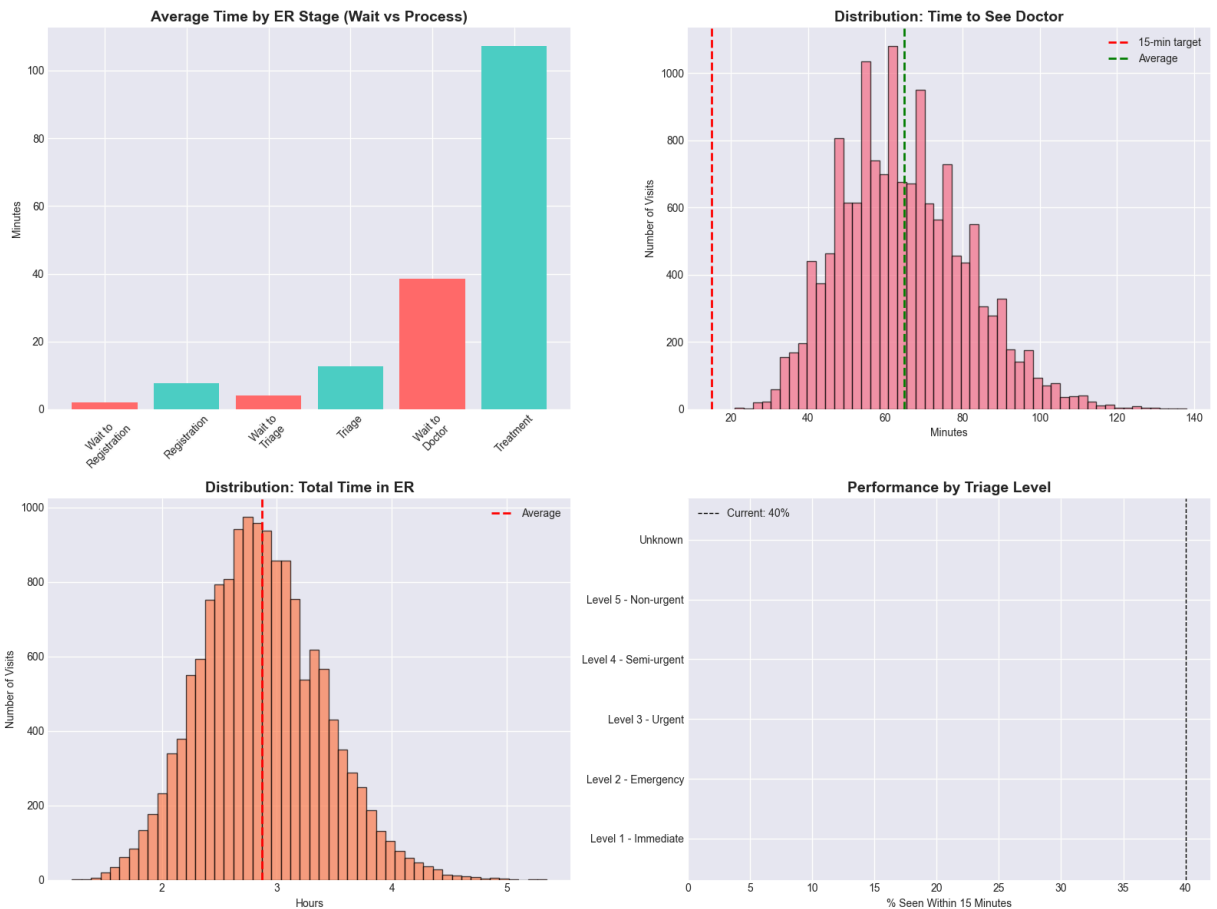 Average Time by ER Stage (Wait vs Process)
Minutes
100
80
60
40
20
0
Wait to
Registration
Registration
Wait to
Triage
Triage
Wait to
Doctor
Treatment
Distribution: Time to See Doctor
15-min target
Average
Number of Visits
1000
800
600
400
200
0
20
40
60
80
100
120
140
Minutes
Distribution: Total Time in ER
Average
Number of Visits
1000
800
600
400
200
0
2
3
4
5
Hours
Performance by Triage Level
Current: 40%
Unknown
Level 5 - Non-urgent
Level 4 - Semi-urgent
Level 3 - Urgent
Level 2 - Emergency
Level 1 - Immediate
0
5
10
15
20
25
30
35
40
% Seen Within 15 Minutes